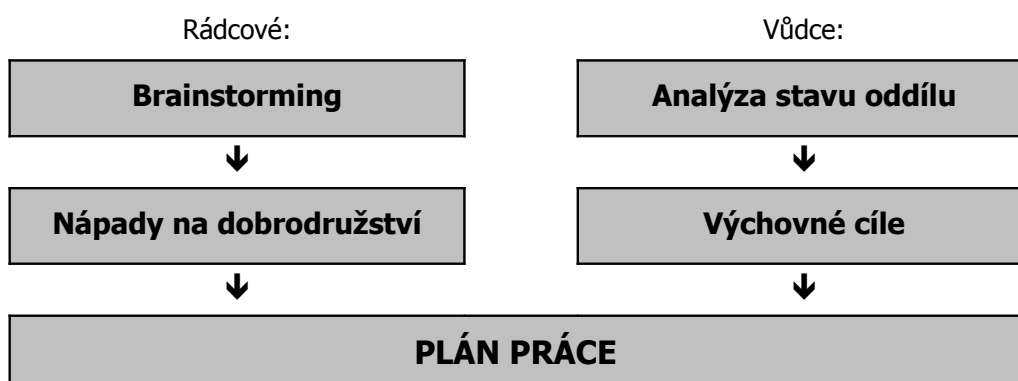 Rádcové:
Vůdce:
Brainstorming
Analýza stavu oddílu
Nápady na dobrodružství
Výchovné cíle
PLÁN PRÁCE